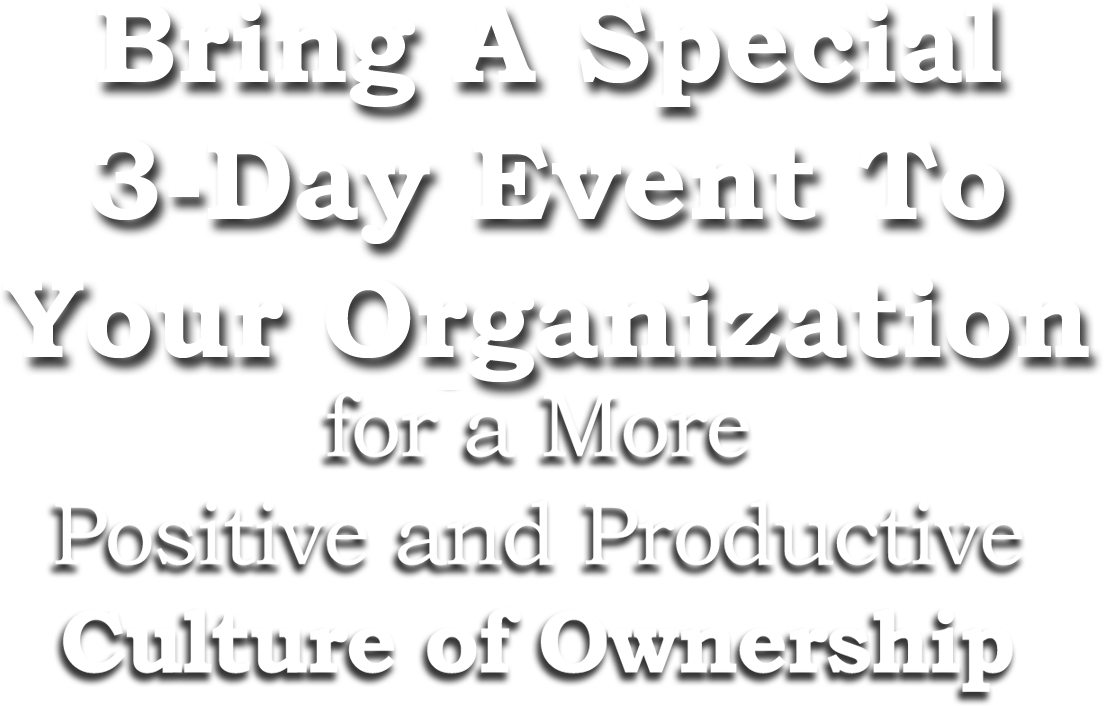 Bring A Special
3-Day Event To
Your Organization
for a More
Positive and Productive
Culture of Ownership